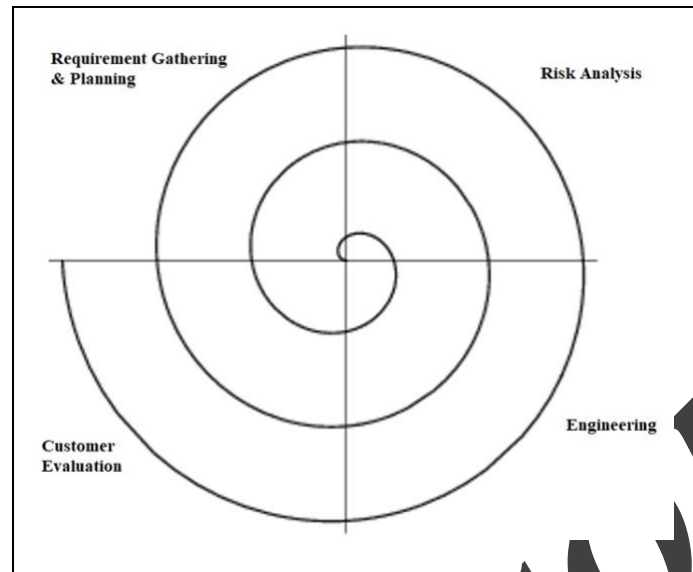 Requirement Gathering
& Planning
Risk Analysis
Engineering
Customer
Evaluation